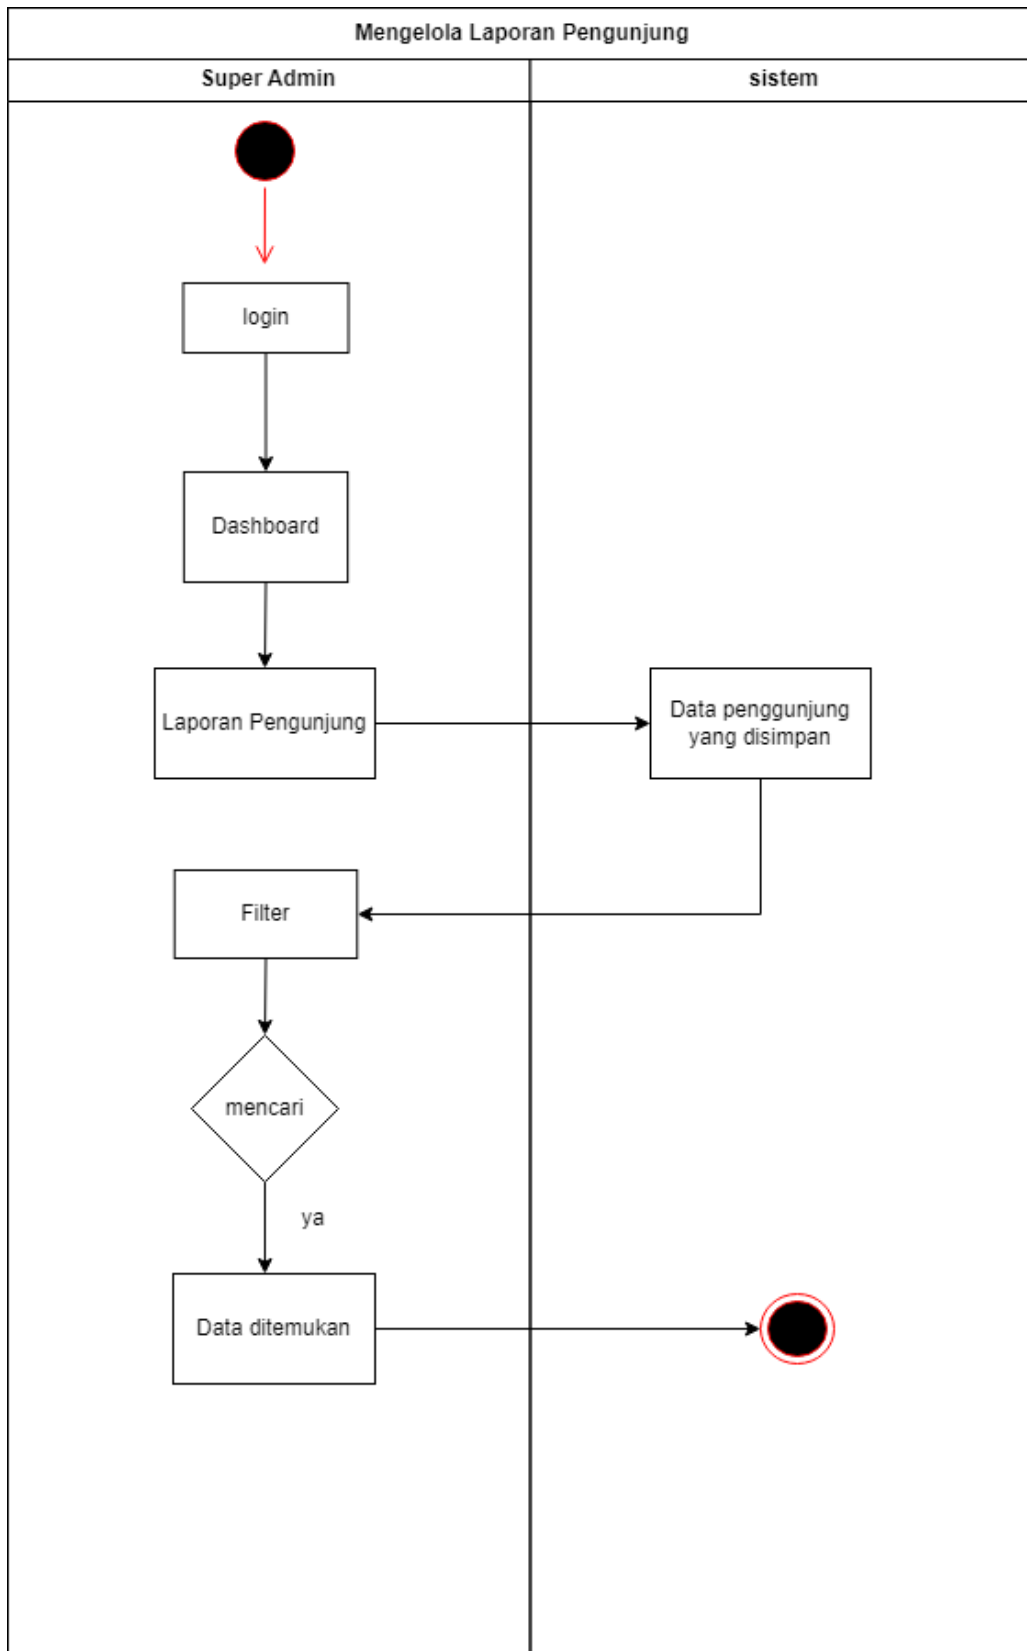 Mengelola Laporan Pengunjung
Super Admin
sistem
login
Dashboard
Laporan Pengunjung
Data penggunjung
yang disimpan
Filter
mencari
ya
Data ditemukan